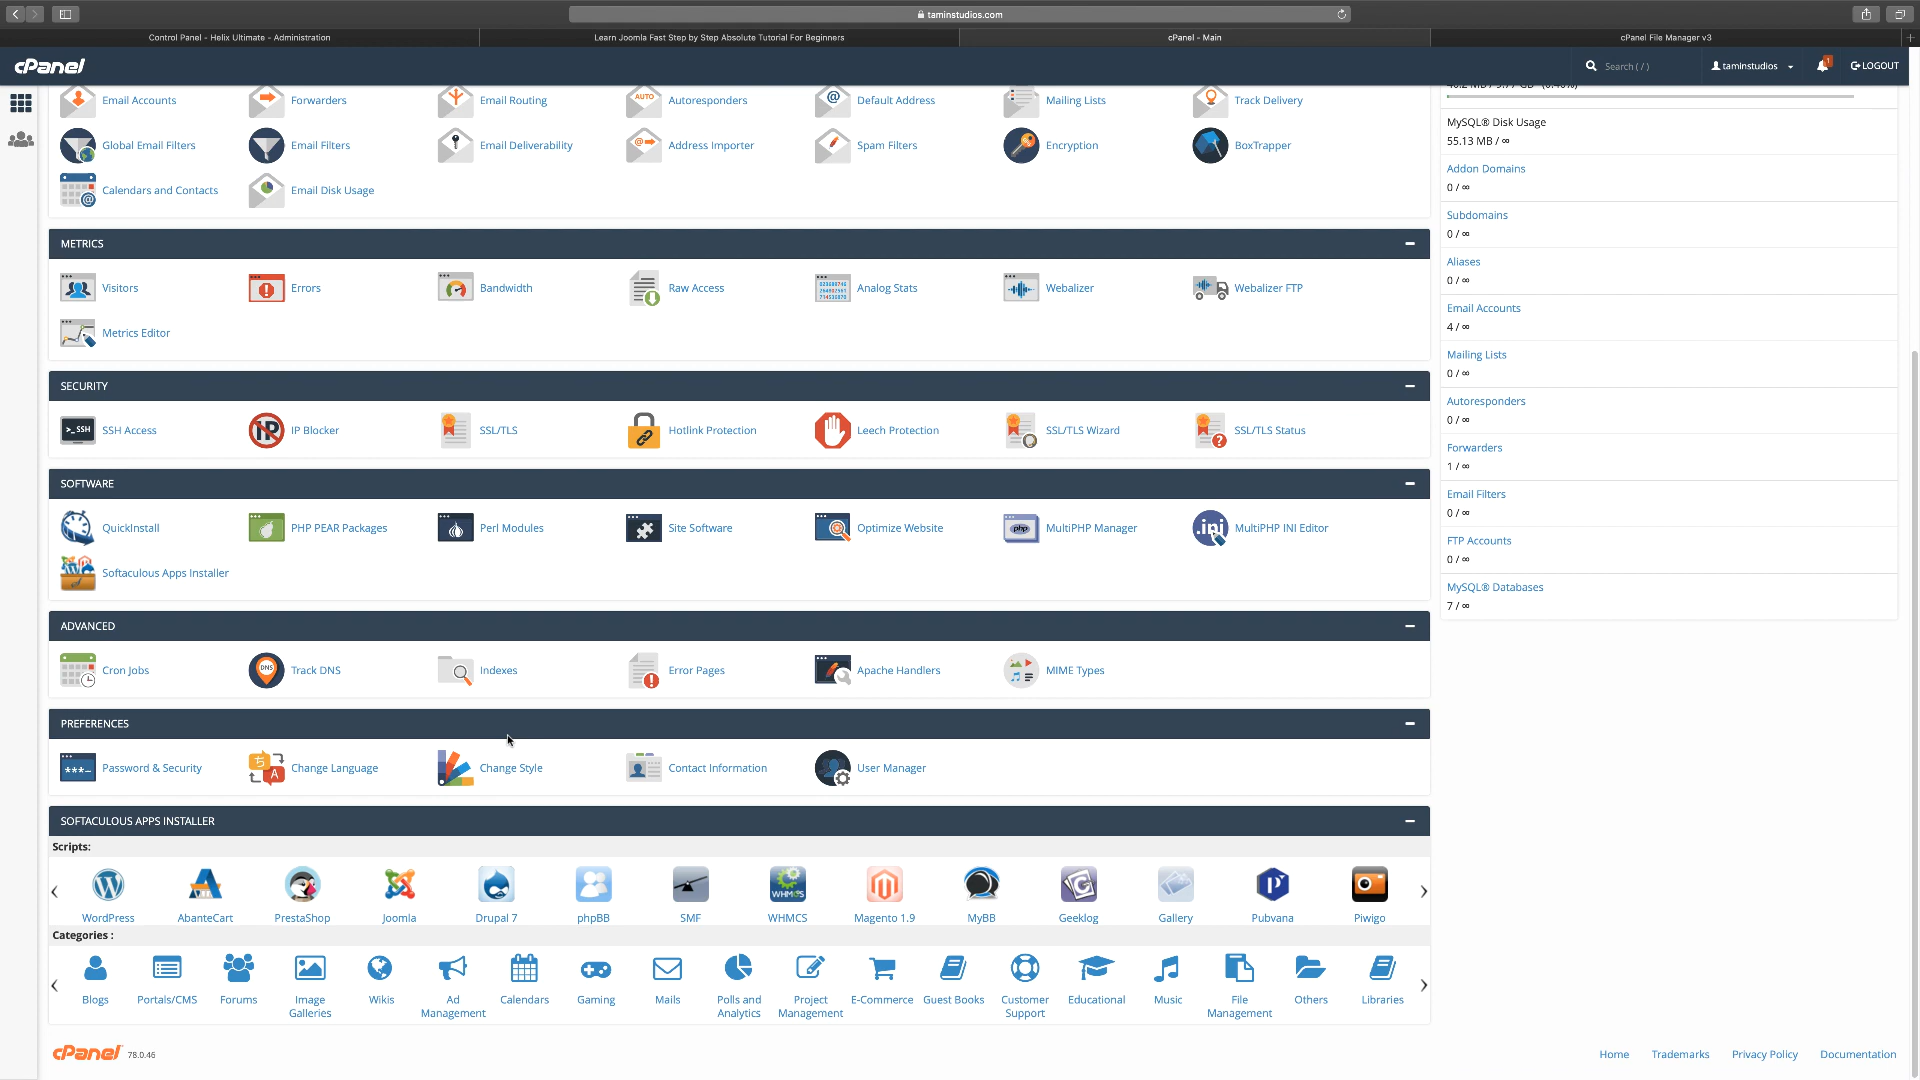 taminstudios.com
Control Panel - Helix Ultimate - Administration
Learn Joomla Fast Step by Step Absolute Tutorial For Beginners
cPanel - Main
cPanel File Manager v3
cPanel
Search ( / )
taminstudios
1
LOGOUT
Email Accounts
Forwarders
AUTO
Email Routing
Autoresponders
Default Address
Mailing Lists
Track Delivery
Global Email Filters
Email Filters
Email Deliverability
Address Importer
Spam Filters
Encryption
BoxTrapper
Calendars and Contacts
Email Disk Usage
MySQL® Disk Usage
55.13 MB / ∞
Addon Domains
0 / ∞
Subdomains
0 / ∞
Aliases
0 / ∞
Email Accounts
4 / ∞
Mailing Lists
0 / ∞
Autoresponders
0 / ∞
Forwarders
1 / ∞
Email Filters
0 / ∞
FTP Accounts
0 / ∞
MySQL® Databases
7 / ∞
METRICS
Visitors
Errors
Bandwidth
Raw Access
Analog Stats
Webalizer
Webalizer FTP
Metrics Editor
SECURITY
>_SSH
SSH Access
IP
IP Blocker
SSL/TLS
Hotlink Protection
Leech Protection
SSL/TLS Wizard
SSL/TLS Status
SOFTWARE
QuickInstall
PHP PEAR Packages
Perl Modules
Site Software
Optimize Website
php
MultiPHP Manager
.ini
MultiPHP INI Editor
Softaculous Apps Installer
ADVANCED
Cron Jobs
DNS
Track DNS
Indexes
Error Pages
Apache Handlers
MIME Types
PREFERENCES
***_
Password & Security
Change Language
Change Style
Contact Information
User Manager
SOFTACULOUS APPS INSTALLER
Scripts:
WordPress
AbanteCart
PrestaShop
Joomla
Drupal 7
phpBB
SMF
WHMCS
WHMCS
Magento 1.9
MyBB
Geeklog
Gallery
Pubvana
Piwigo
Categories :
Blogs
Portals/CMS
Forums
Image
Galleries
Wikis
Ad
Management
Calendars
Gaming
Mails
Polls and
Analytics
Project
Management
E-Commerce
Guest Books
Customer
Support
Educational
Music
File
Management
Others
Libraries
cPanel 78.0.46
Home
Trademarks
Privacy Policy
Documentation